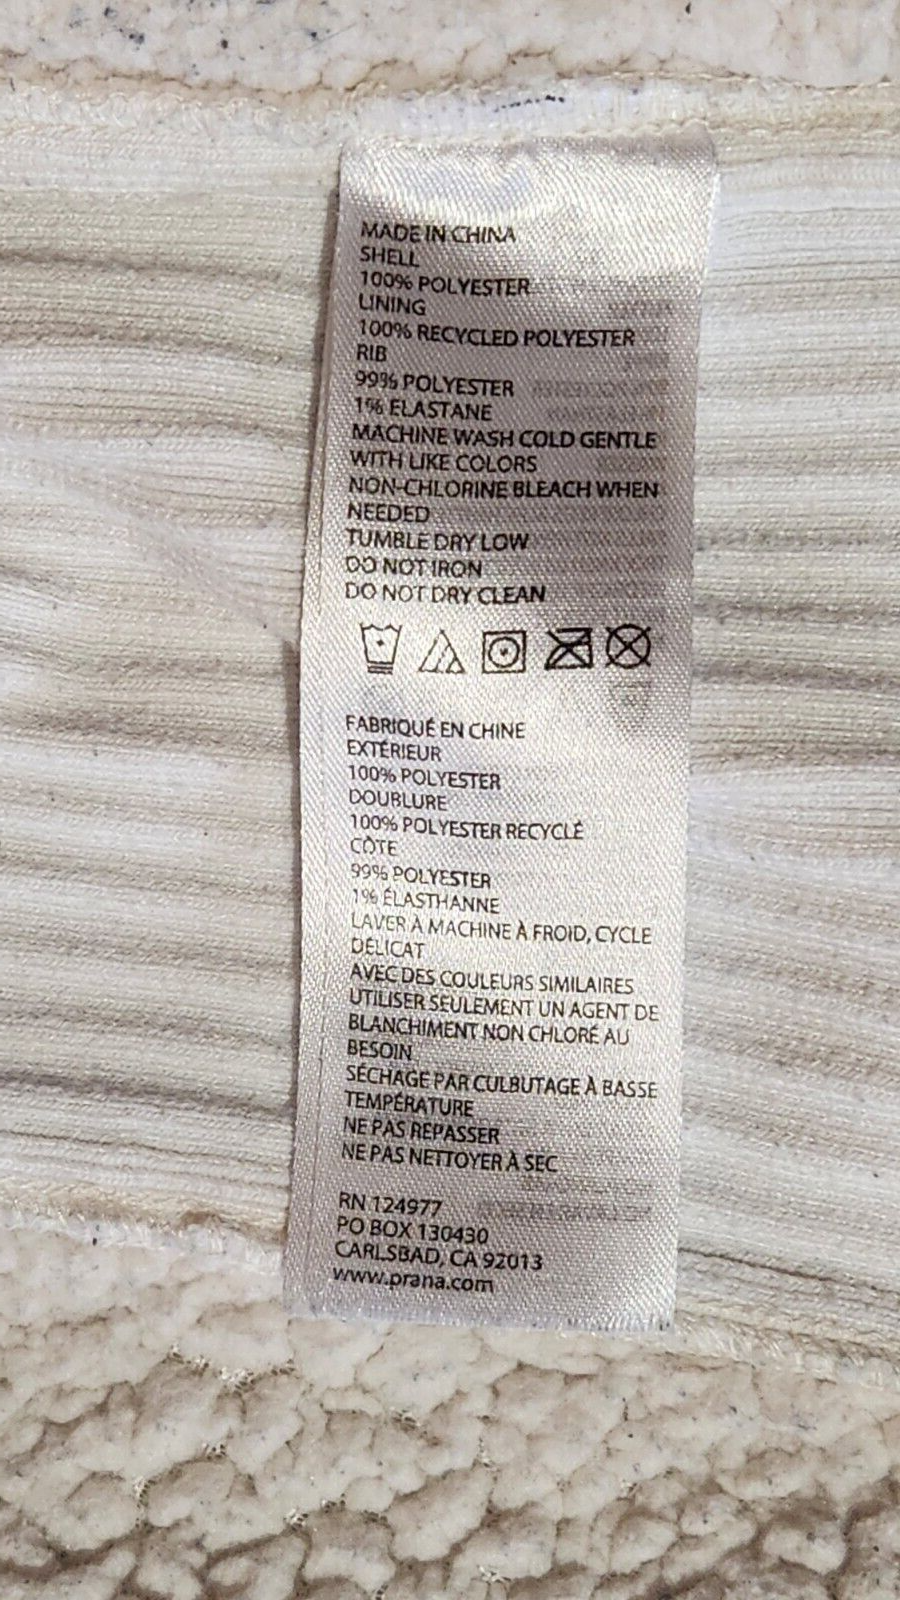 MADE IN CHINA
SHELL
100% POLYESTER
LINING
100% RECYCLED POLYESTER
RIB
99% POLYESTER
1% ELASTANE
MACHINE WASH COLD GENTLE
WITH LIKE COLORS
NON-CHLORINE BLEACH WHEN
NEEDED
TUMBLE DRY LOW
DO NOT IRON
DO NOT DRY CLEAN
FABRIQUÉ EN CHINE
EXTÉRIEUR
100% POLYESTER
DOUBLURE
100% POLYESTER RECYCLÉ
CÔTE
99% POLYESTER
1% ÉLASTHANNE
LAVER À MACHINE À FROID, CYCLE
DÉLICAT
AVEC DES COULEURS SIMILAIRES
UTILISER SEULEMENT UN AGENT DE
BLANCHIMENT NON CHLORÉ AU
BESOIN
SÉCHAGE PAR CULBUTAGE À BASSE
TEMPÉRATURE
NE PAS REPASSER
NE PAS NETTOYER À SEC
RN 124977
PO BOX 130430
CARLSBAD, CA 92013
www.prana.com